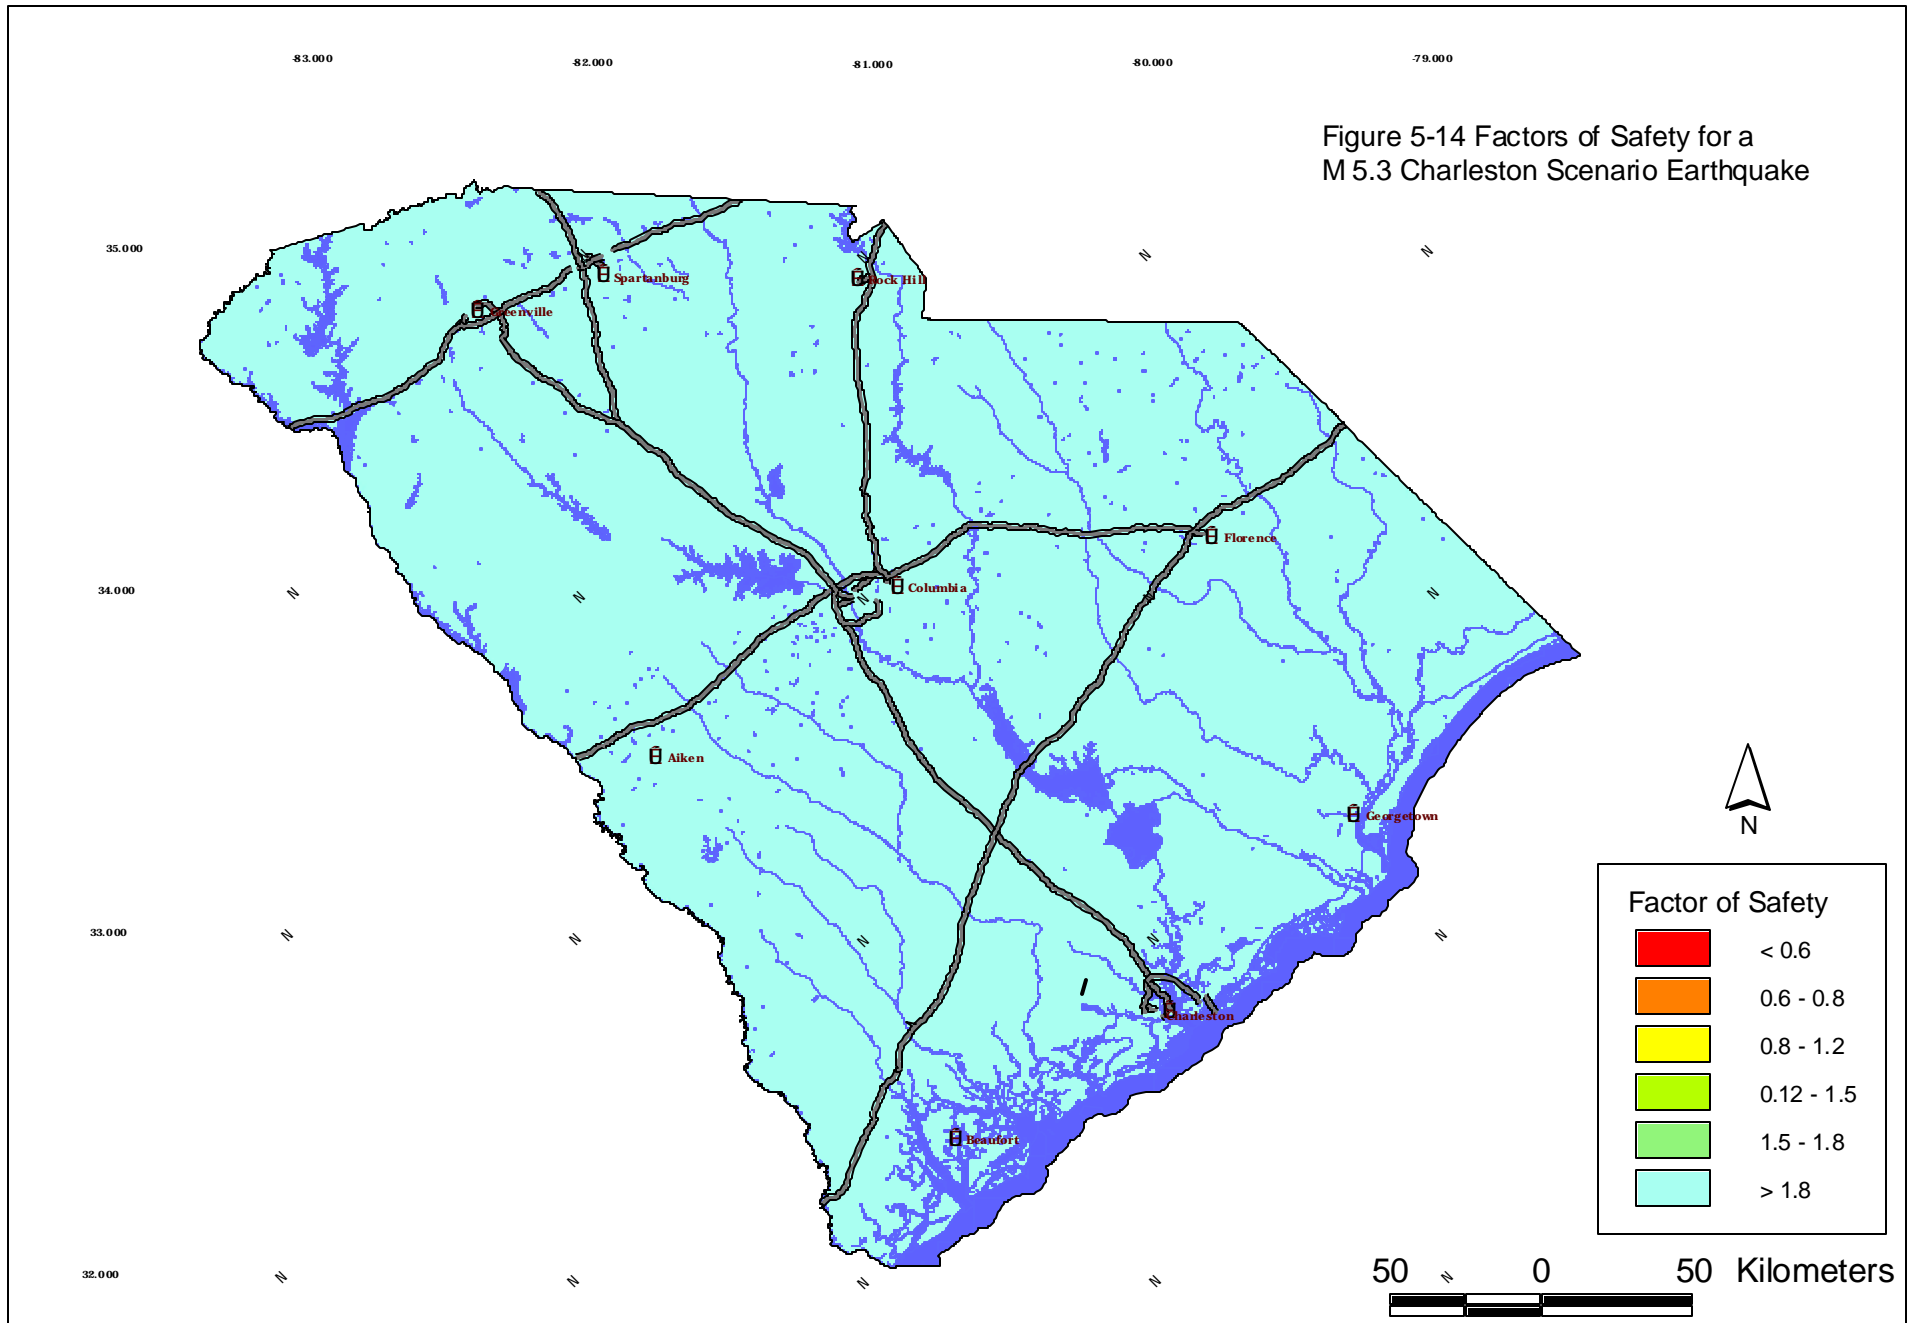 -83.000
-82.000
-81.000
-80.000
-79.000
Figure 5-14 Factors of Safety for a
M 5.3 Charleston Scenario Earthquake
35.000
N
N
N
Spartanburg
Rock Hill
Greenville
Florence
34.000
N
N
N
N
N
Columbia
Aiken
Georgetown
N
Factor of Safety
< 0.6
0.6 - 0.8
0.8 - 1.2
0.12 - 1.5
1.5 - 1.8
> 1.8
33.000
N
N
N
N
N
Charleston
Beaufort
32.000
N
N
N
N
N
50 0 50 Kilometers